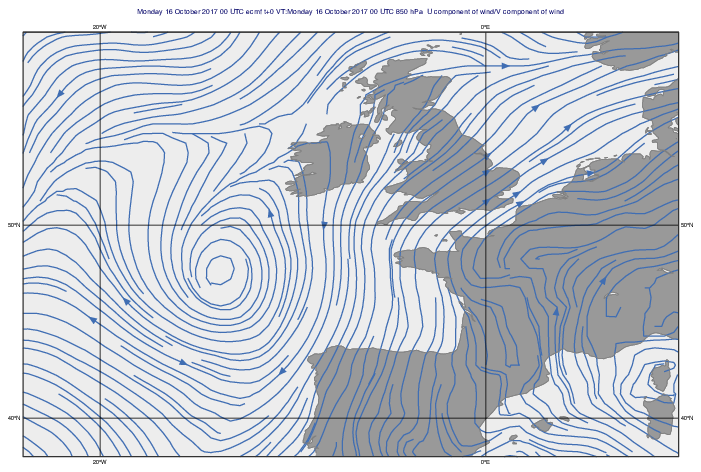 Monday 16 October 2017 00 UTC ecmf t+0 VT:Monday 16 October 2017 00 UTC 850 hPa U component of wind/V component of wind
20°W 0°E
50°N 50°N
40°N 40°N
20°W 0°E